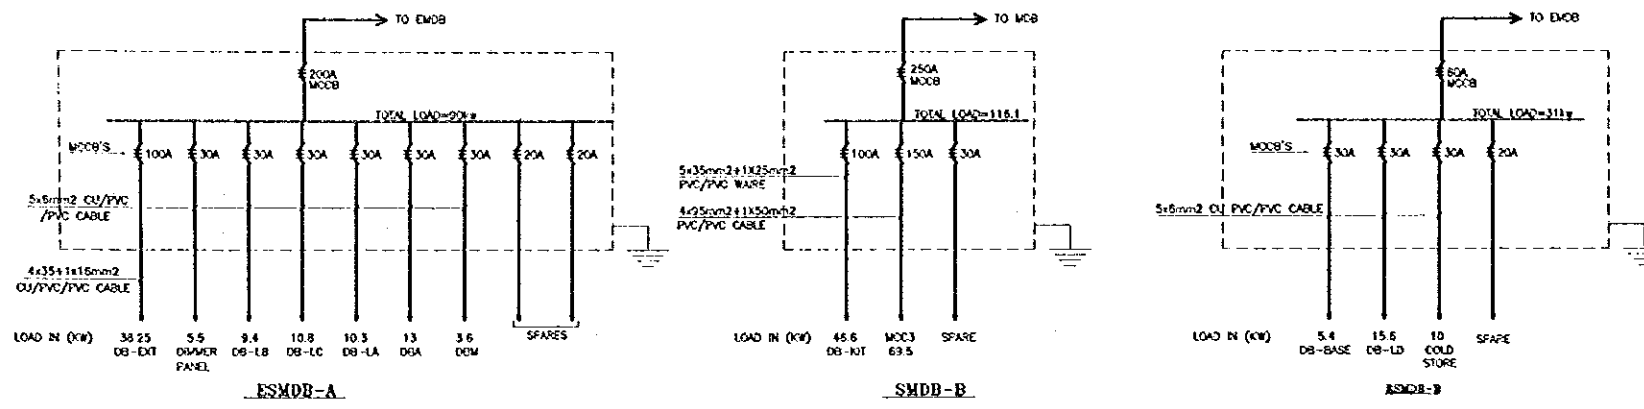 TO EMDB
200A
MCCB
TOTAL LOAD=90kw
MCCB'S
100A 30A 30A 30A 30A 30A 30A 20A 20A
5x6mm2 CU/PVC
/PVC CABLE
4x35+1x16mm2
CU/PVC/PVC CABLE
LOAD IN (KW) 38.25 5.5 9.4 10.8 10.3 13 3.6 SPARES
DB-EXT DIMMER DB-LB DB-LC DB-LA DBA DBM
PANEL
ESMDB-A
TO MDB
250A
MCCB
TOTAL LOAD=116.1
100A 150A 30A
5x35mm2+1X25mm2
PVC/PVC WAIRE
4x95mm2+1X50mm2
PVC/PVC CABLE
LOAD IN (KW) 46.6 MCC3 SPARE
DB-KIT 69.5
SMDB-B
TO EMDB
60A
MCCB
TOTAL LOAD=31kw
MCCB'S
30A 30A 30A 20A
5x6mm2 CU PVC/PVC CABLE
LOAD IN (KW) 5.4 15.6 10 SPARE
DB-BASE DB-LD COLD
STORE
ESMDB-B